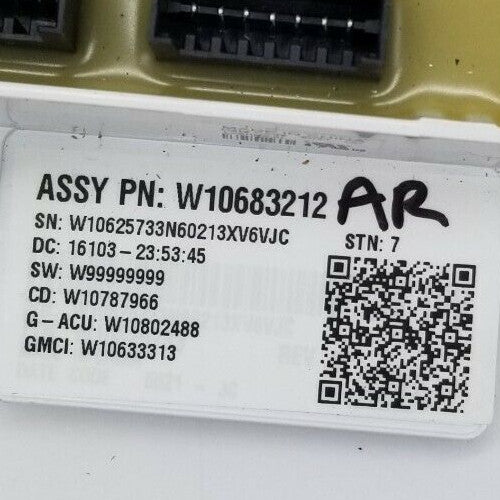 ASSY PN: W10683212 AR
SN: W10625733N60213XV6VJC
DC: 16103-23:53:45
STN: 7
SW: W99999999
CD: W10787966
G-ACU: W10802488
GMCI: W10633313